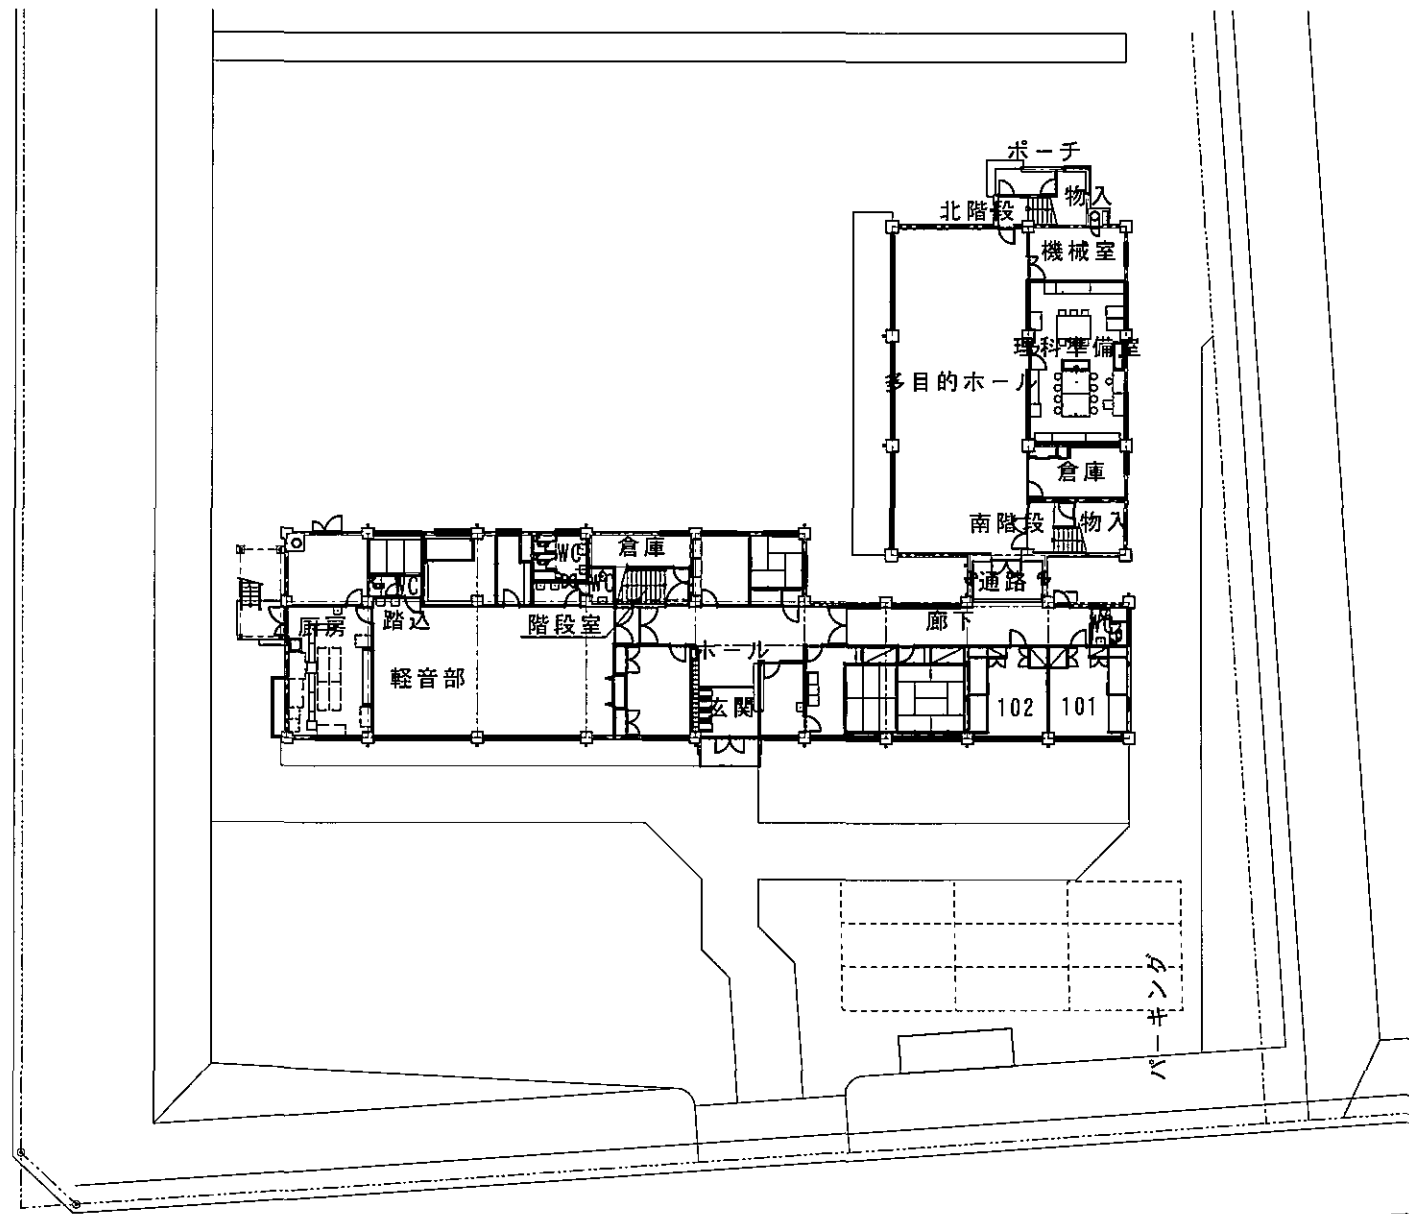 ポーチ
物入
北階段
機械室
理科準備室
多目的ホール
倉庫
南階段
物入
通路
WC
倉庫
WC
WC
厨房
踏込
階段室
ホール
廊下
WC
軽音部
玄関
102
101
パーキング